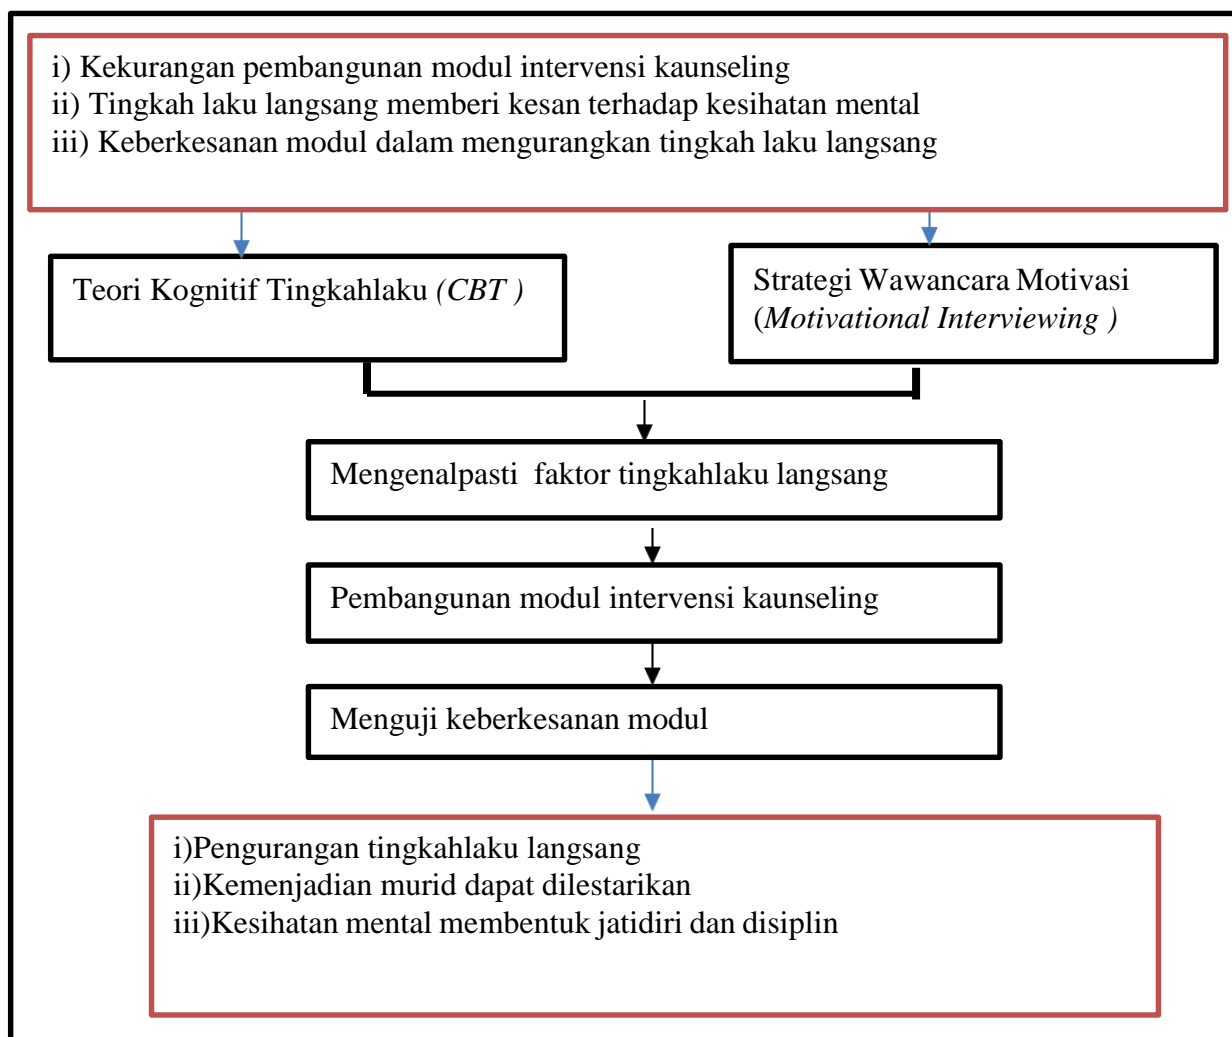 i) Kekurangan pembangunan modul intervensi kaunseling
ii) Tingkah laku langsang memberi kesan terhadap kesihatan mental
iii) Keberkesanan modul dalam mengurangkan tingkah laku langsang
Teori Kognitif Tingkahlaku (CBT )
Strategi Wawancara Motivasi
(Motivational Interviewing )
Mengenalpasti faktor tingkahlaku langsang
Pembangunan modul intervensi kaunseling
Menguji keberkesanan modul
i)Pengurangan tingkahlaku langsang
ii)Kemenjadian murid dapat dilestarikan
iii)Kesihatan mental membentuk jatidiri dan disiplin